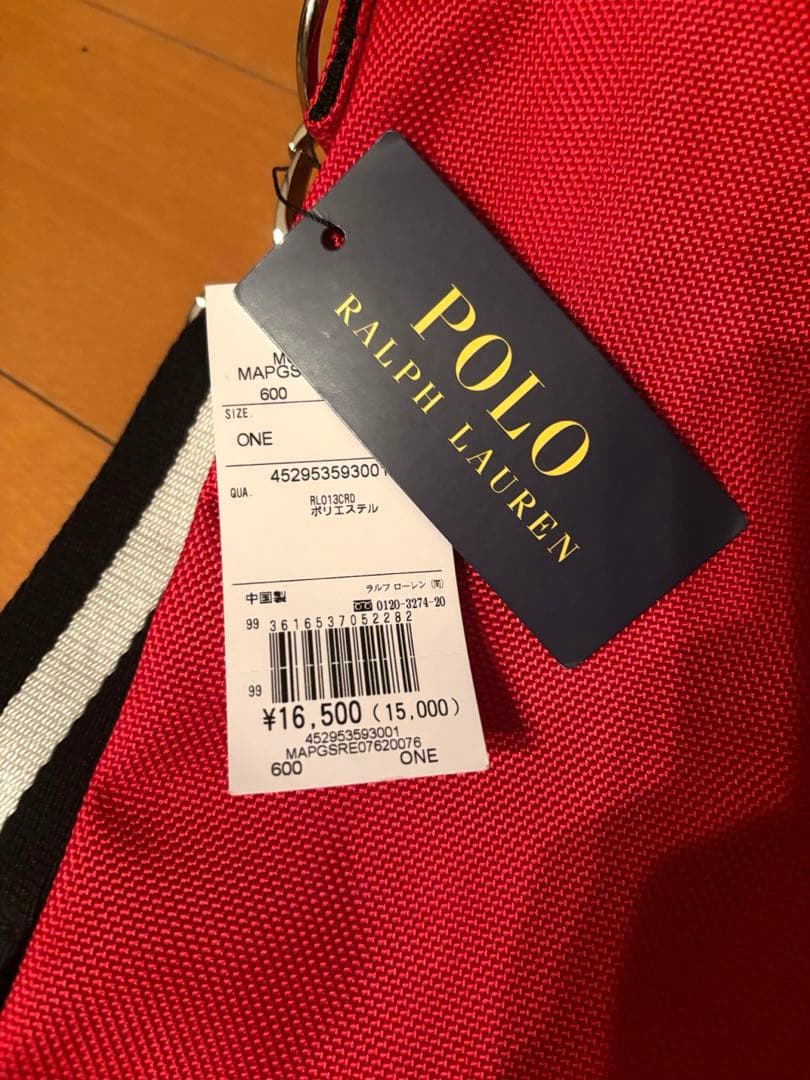 POLO
RALPH LAUREN
MAPGS
600
SIZE.
ONE
452953593001
QUA.
RL013CRD
ポリエステル
中国製
ラルフ ローレン (同)
0120-3274-20
99 3616537052282
99
¥16,500 (15,000)
452953593001
MAPGSRE07620076
600 ONE